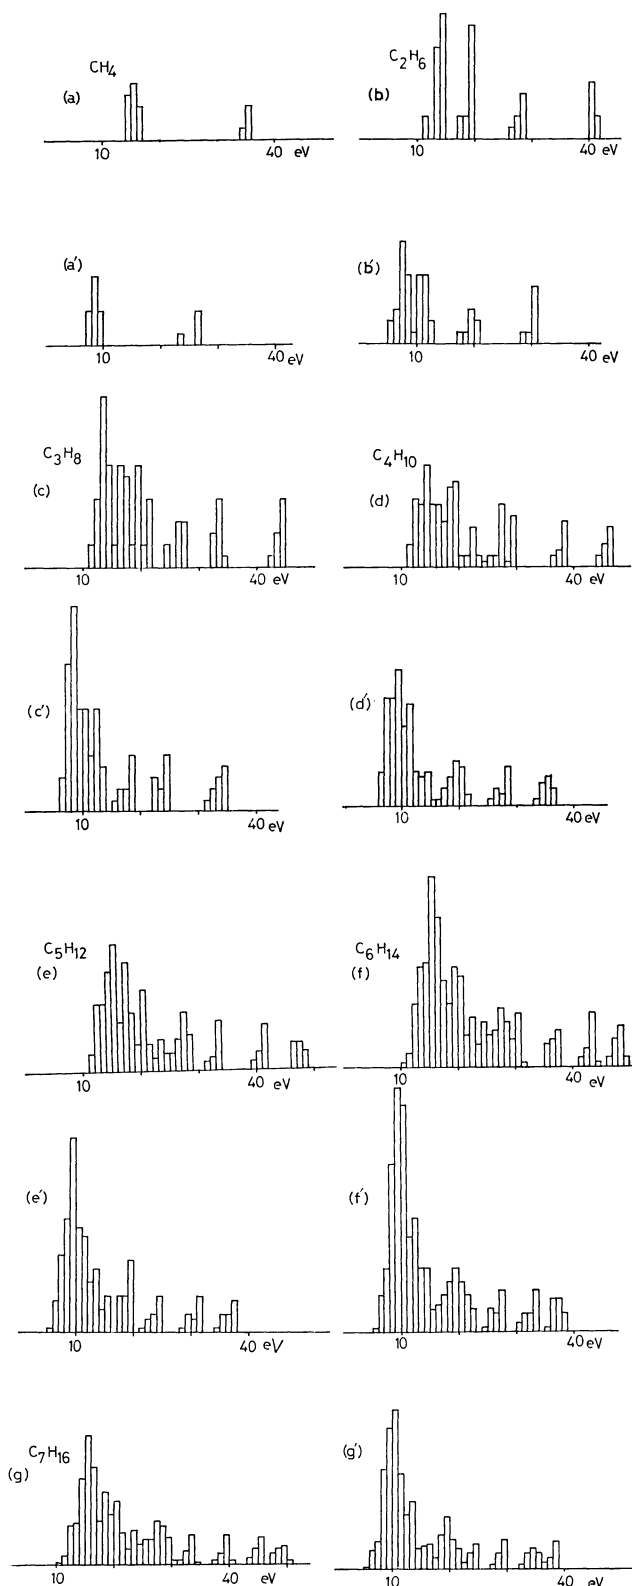 CH4
(a)
10 40 eV
C2H6
(b)
10 40 eV
(a')
10 40 eV
(b')
10 40 eV
C3H8
(c)
10 40 eV
C4H10
(d)
10 40 eV
(c')
10 40 eV
(d')
10 40 eV
C5H12
(e)
10 40 eV
C6H14
(f)
10 40 eV
(e')
10 40 eV
(f')
10 40 eV
C7H16
(g)
10 40 eV
(g')
10 40 eV